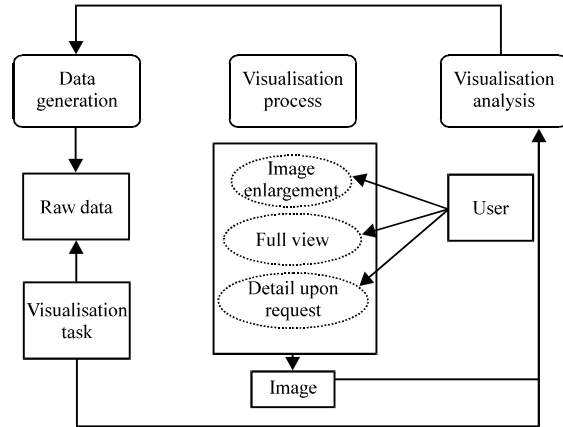 Data
generation
Visualisation
process
Visualisation
analysis
Image
enlargement
Raw data
User
Full view
Detail upon
request
Visualisation
task
Image